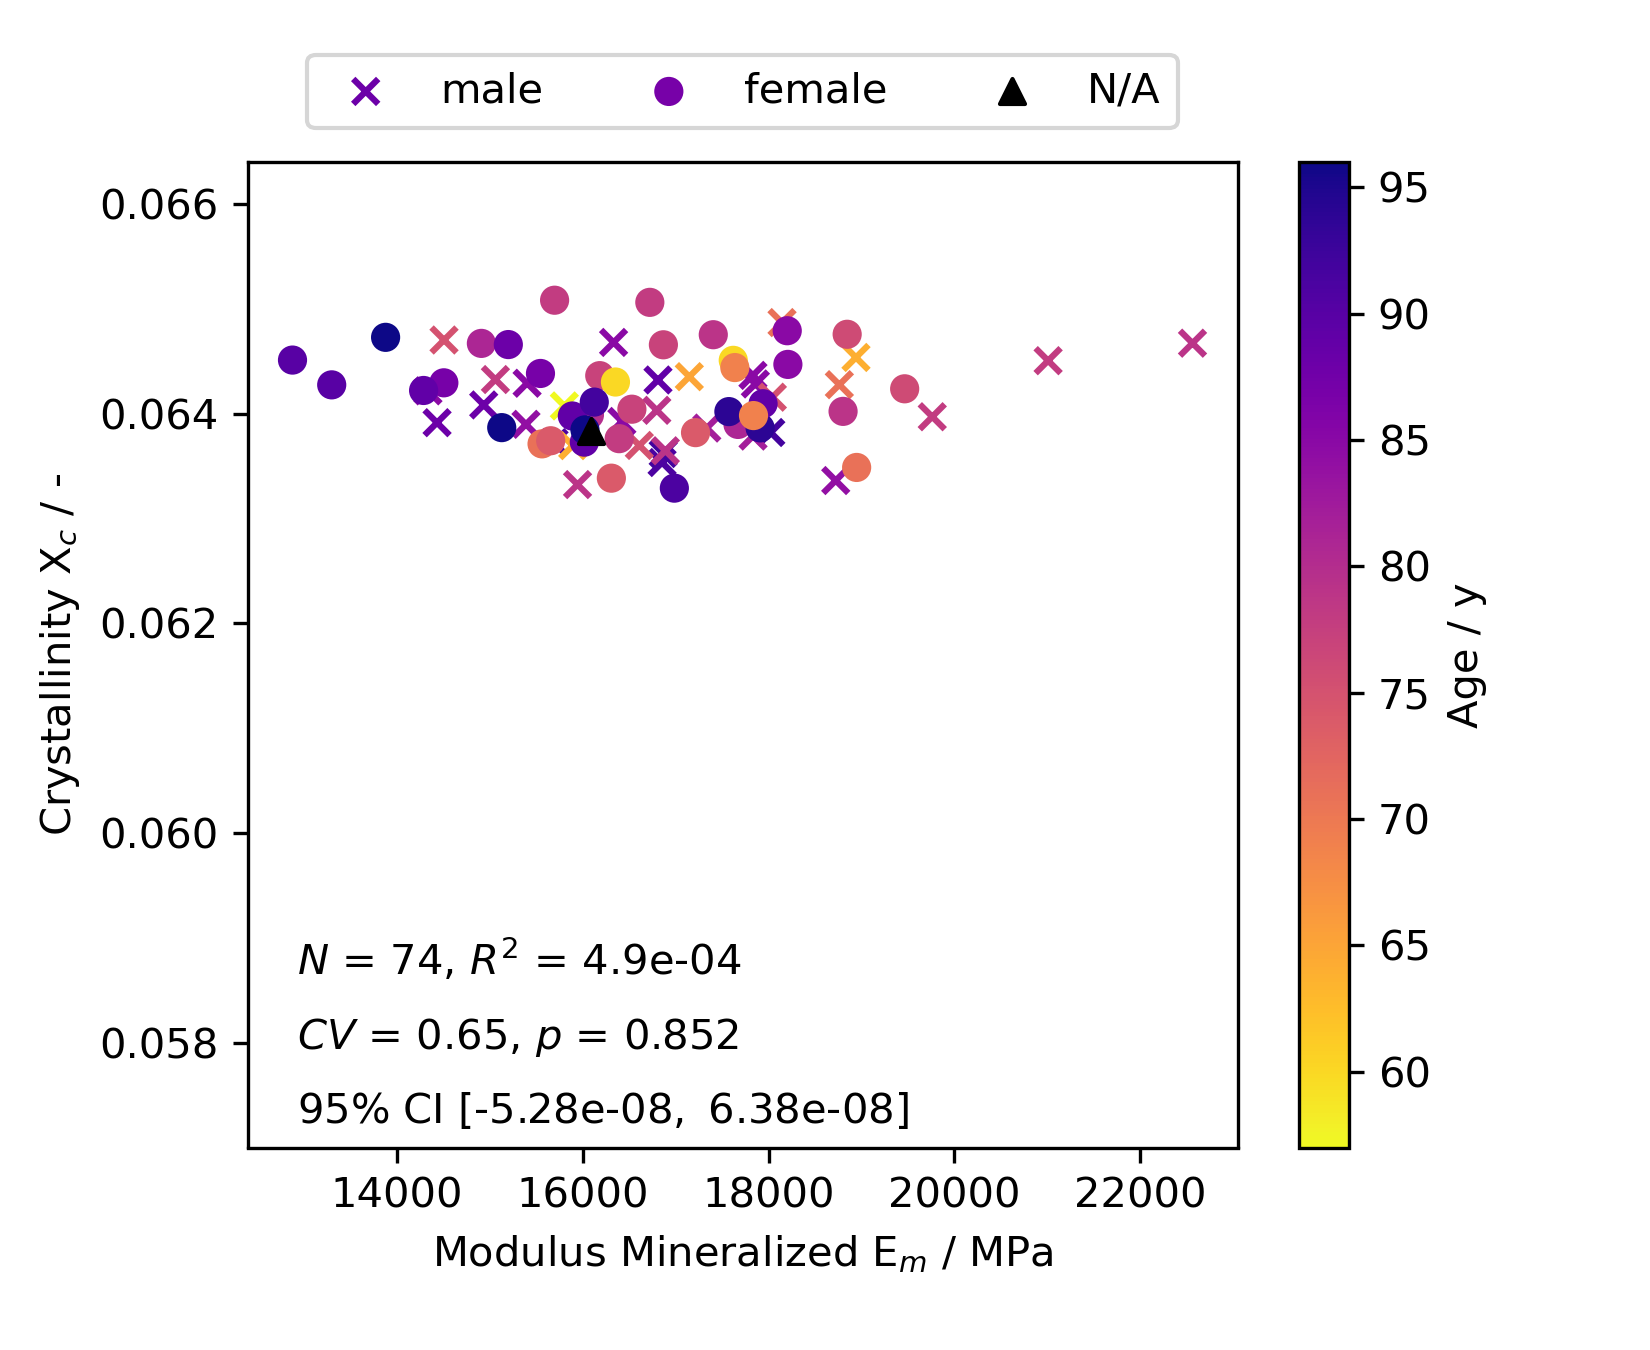 male female N/A
0.066
0.064
0.062
0.060
0.058
Crystallinity X_c / -
N = 74, R² = 4.9e-04
CV = 0.65, p = 0.852
95% CI [-5.28e-08, 6.38e-08]
14000 16000 18000 20000 22000
Modulus Mineralized E_m / MPa
95
90
85
80
75
70
65
60
Age / y